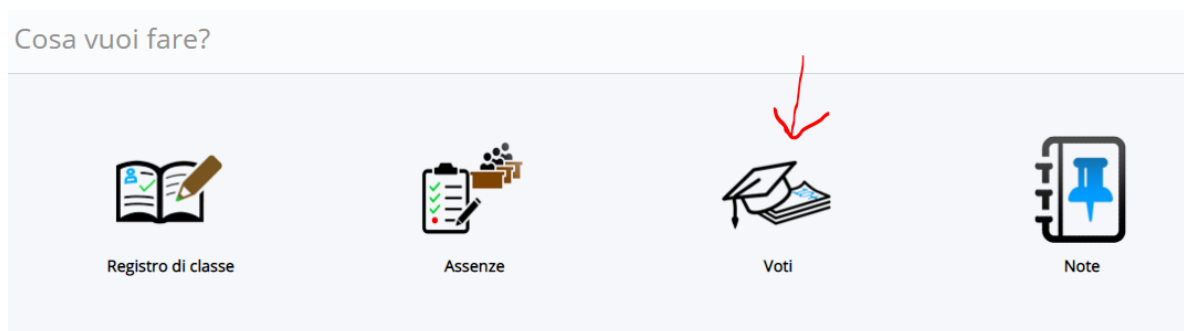 Cosa vuoi fare?
Registro di classe
Assenze
Voti
Note